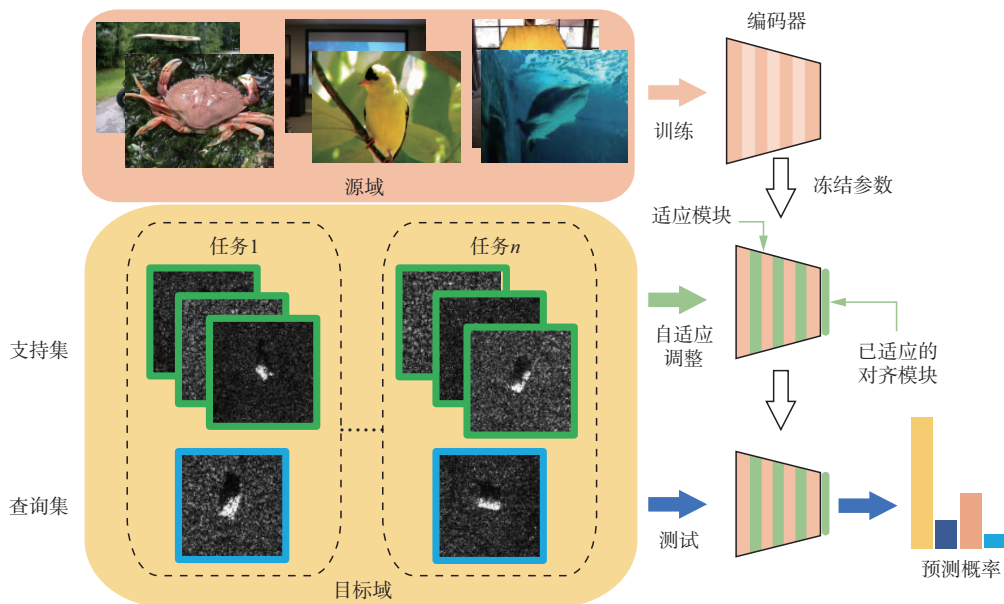 编码器
训练
源域
冻结参数
适应模块
任务1
任务n
支持集
自适应
调整
已适应的
对齐模块
……
查询集
测试
预测概率
目标域